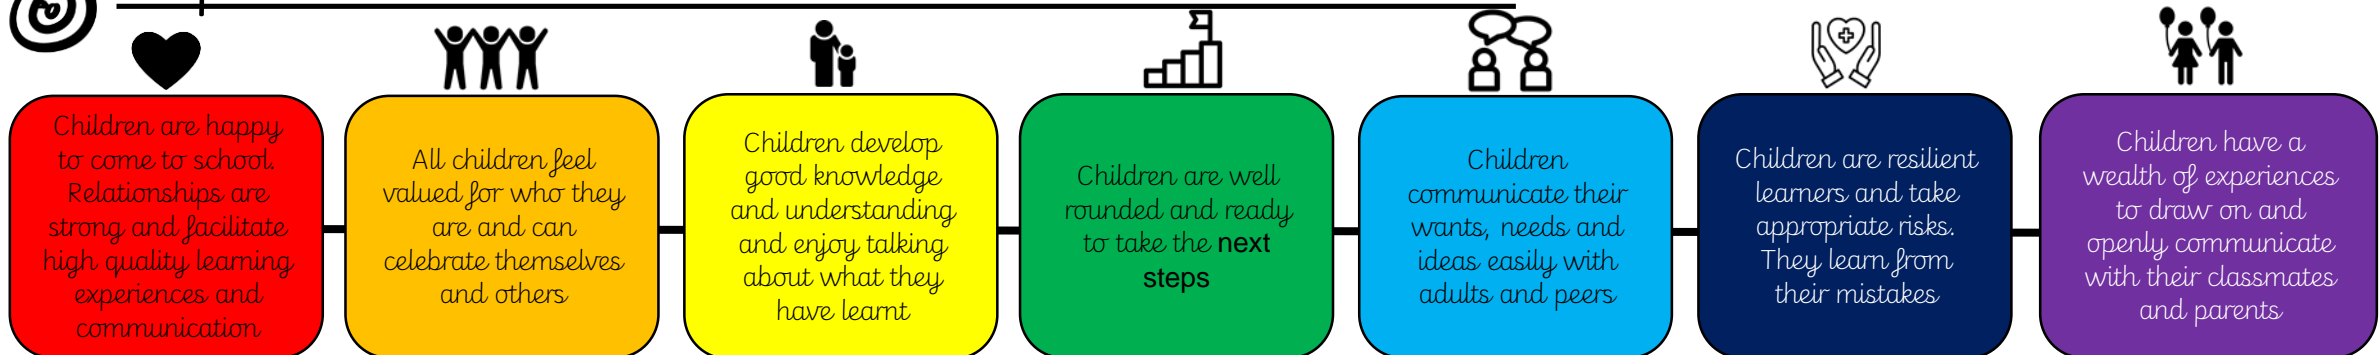 Children are happy
to come to school.
Relationships are
strong and facilitate
high quality learning
experiences and
communication
All children feel
valued for who they
are and can
celebrate themselves
and others
Children develop
good knowledge
and understanding
and enjoy talking
about what they
have learnt
Children are well
rounded and ready
to take the next
steps
Children
communicate their
wants, needs and
ideas easily with
adults and peers
Children are resilient
learners and take
appropriate risks.
They learn from
their mistakes
Children have a
wealth of experiences
to draw on and
openly communicate
with their classmates
and parents